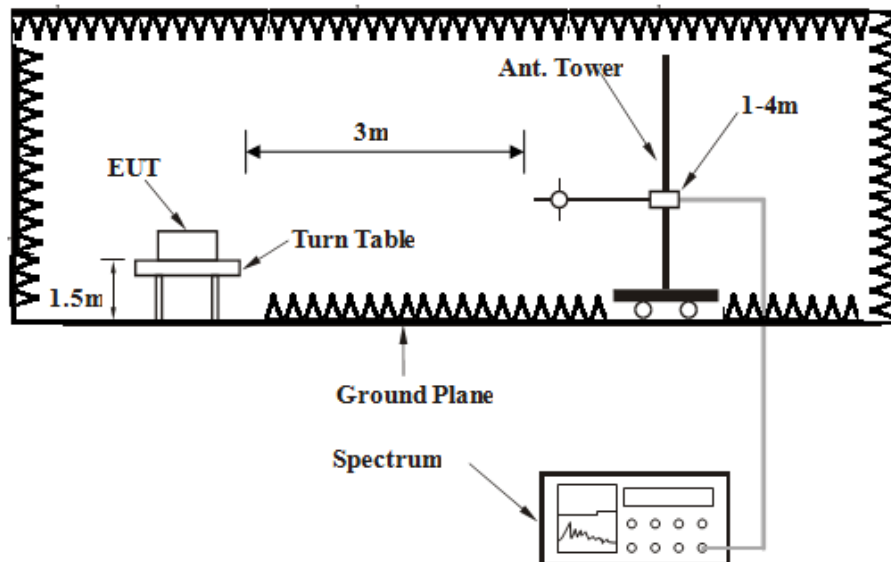 Ant. Tower
1-4m
3m
EUT
Turn Table
1.5m
Ground Plane
Spectrum